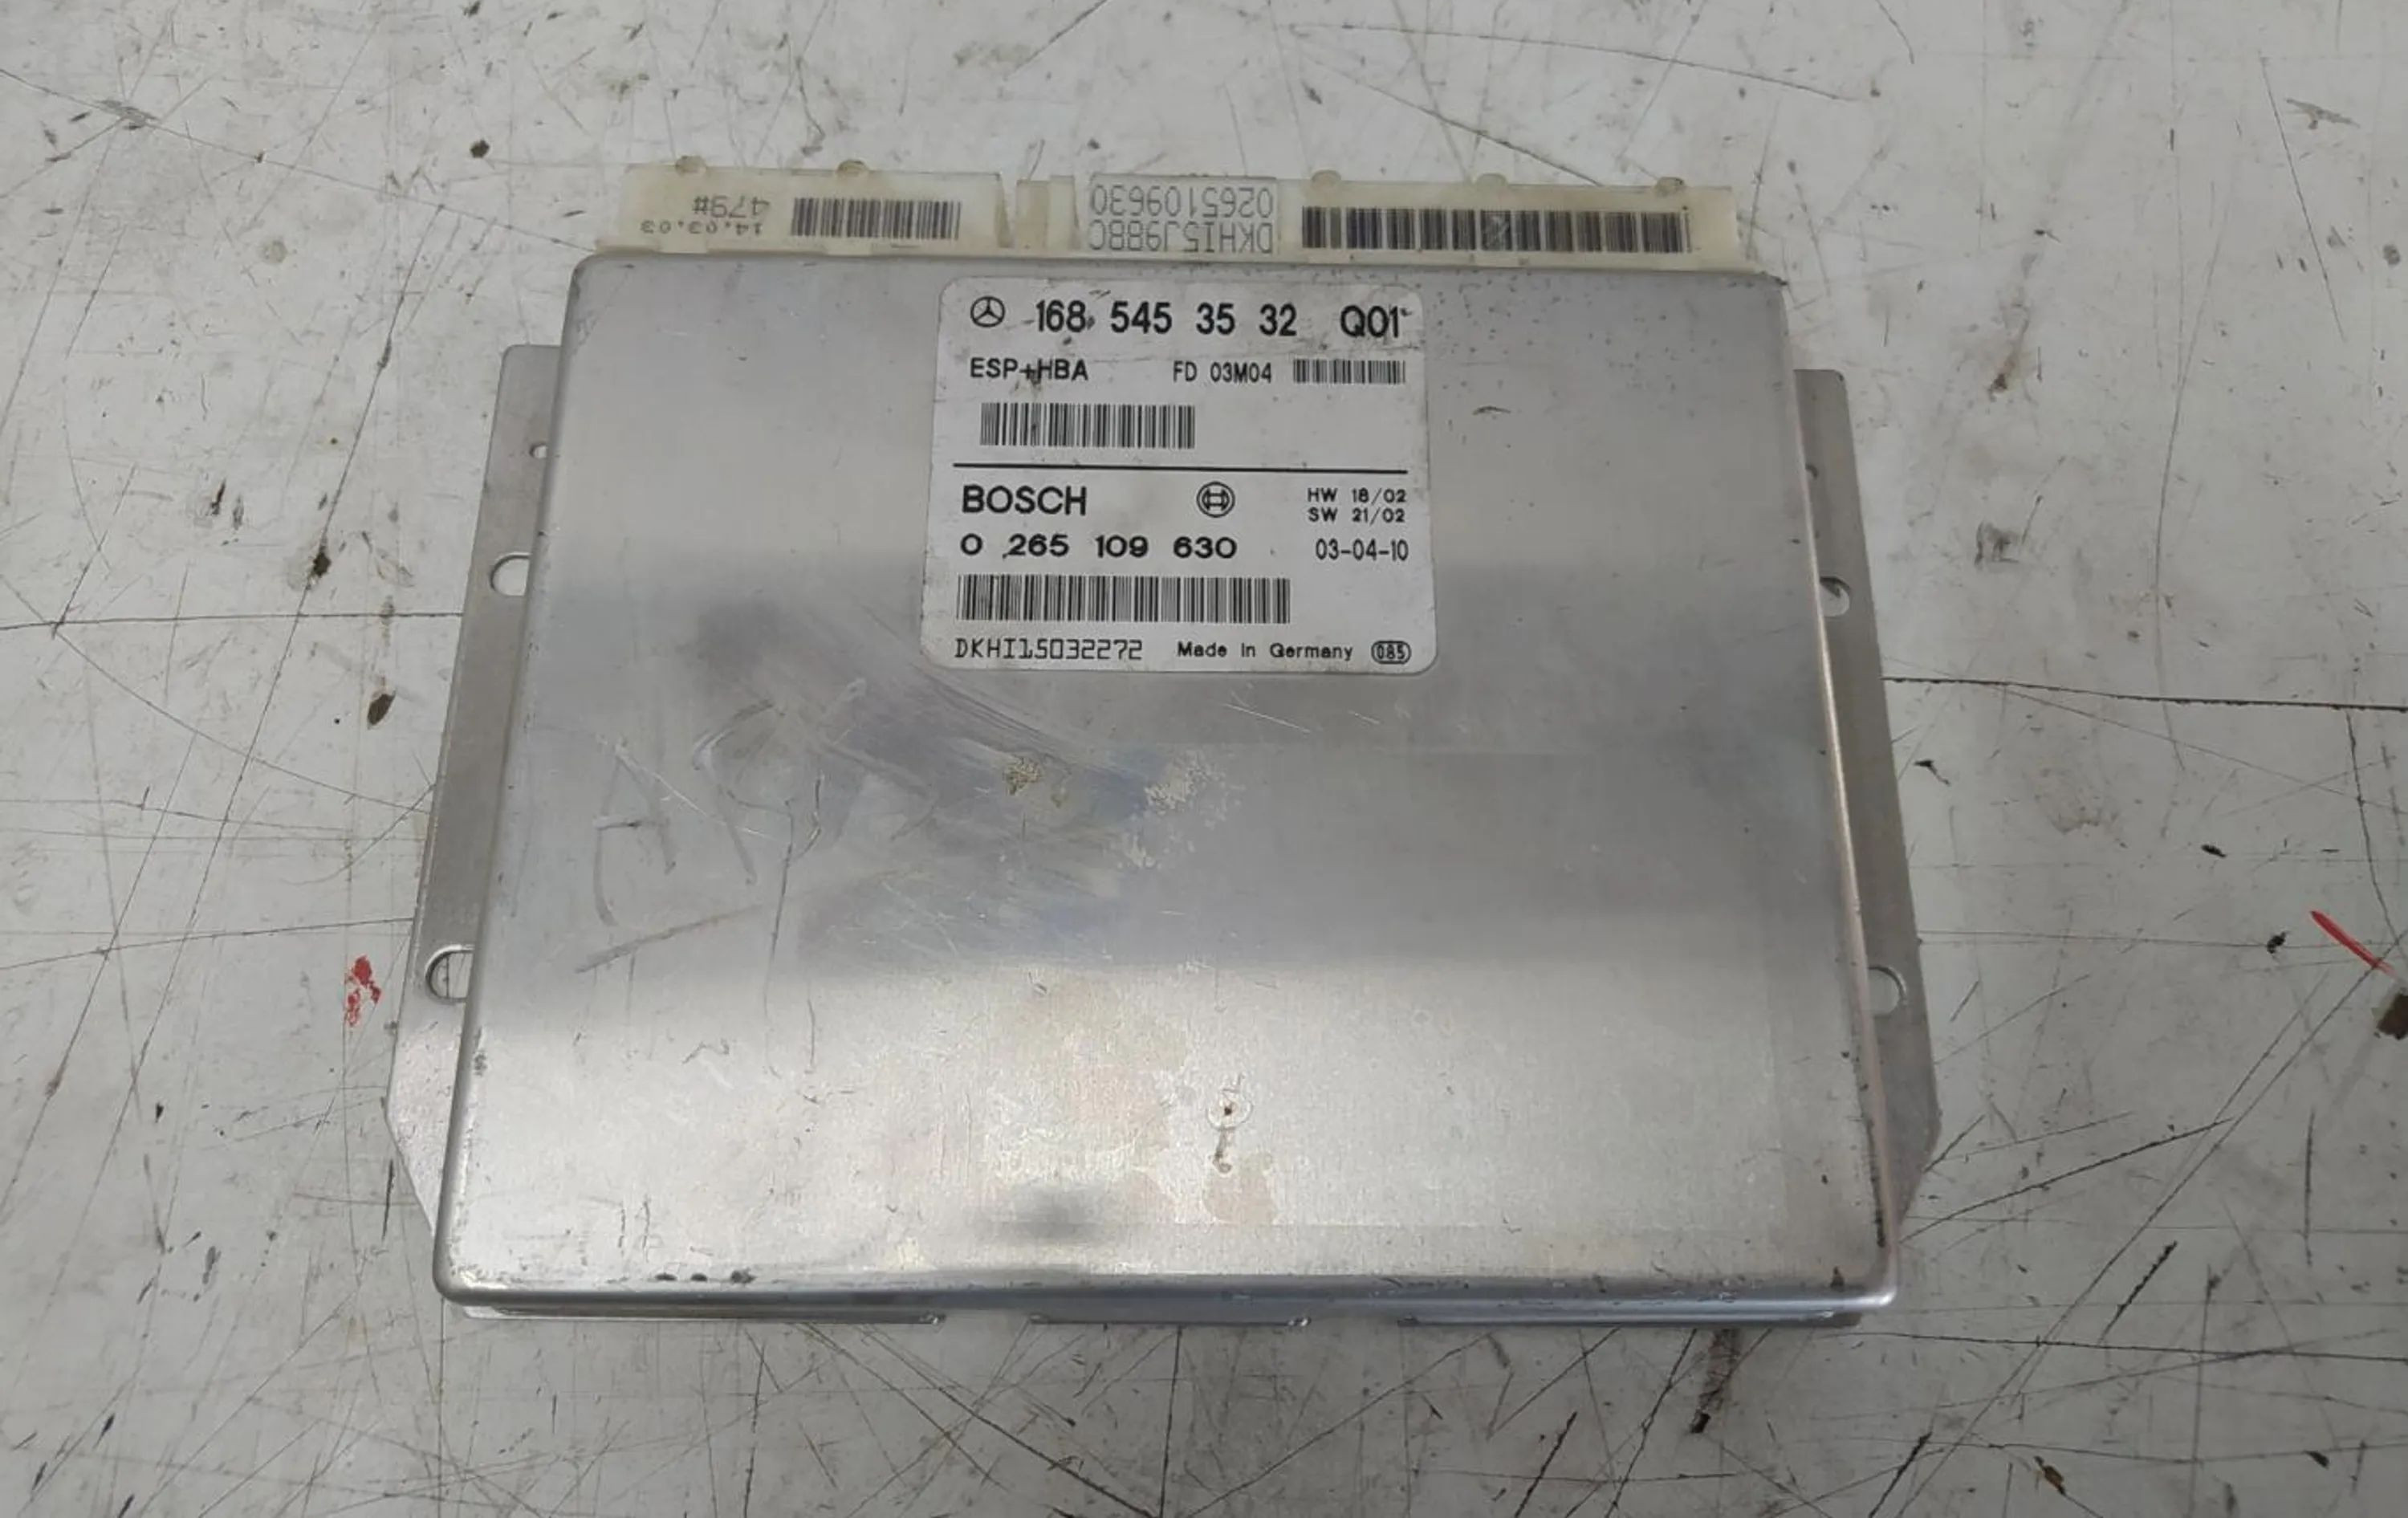 479#
14.03.03
0265109630
DKHI5J988C
168 545 35 32 Q01
ESP+HBA FD 03M04
BOSCH HW 18/02
SW 21/02
0 265 109 630 03-04-10
DKHI15032272 Made in Germany 085